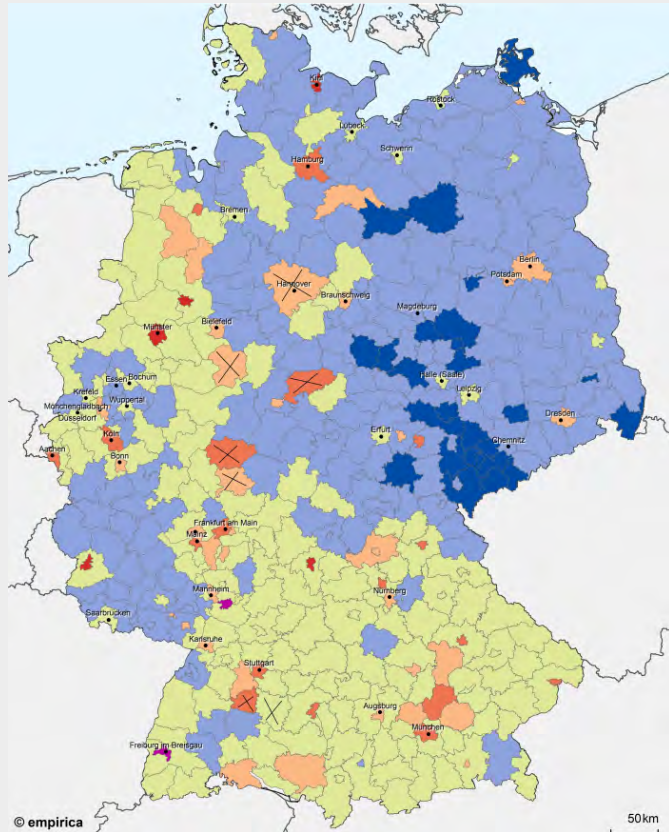 Kiel
Rostock
Lübeck
Schwerin
Hamburg
Bremen
Berlin
Potsdam
Hannover
Braunschweig
Magdeburg
Bielefeld
Münster
Essen
Bochum
Krefeld
Mönchengladbach
Wuppertal
Düsseldorf
Halle (Saale)
Leipzig
Dresden
Köln
Erfurt
Chemnitz
Aachen
Bonn
Frankfurt am Main
Mainz
Mannheim
Nürnberg
Saarbrücken
Karlsruhe
Stuttgart
Augsburg
München
Freiburg im Breisgau
© empirica
50km